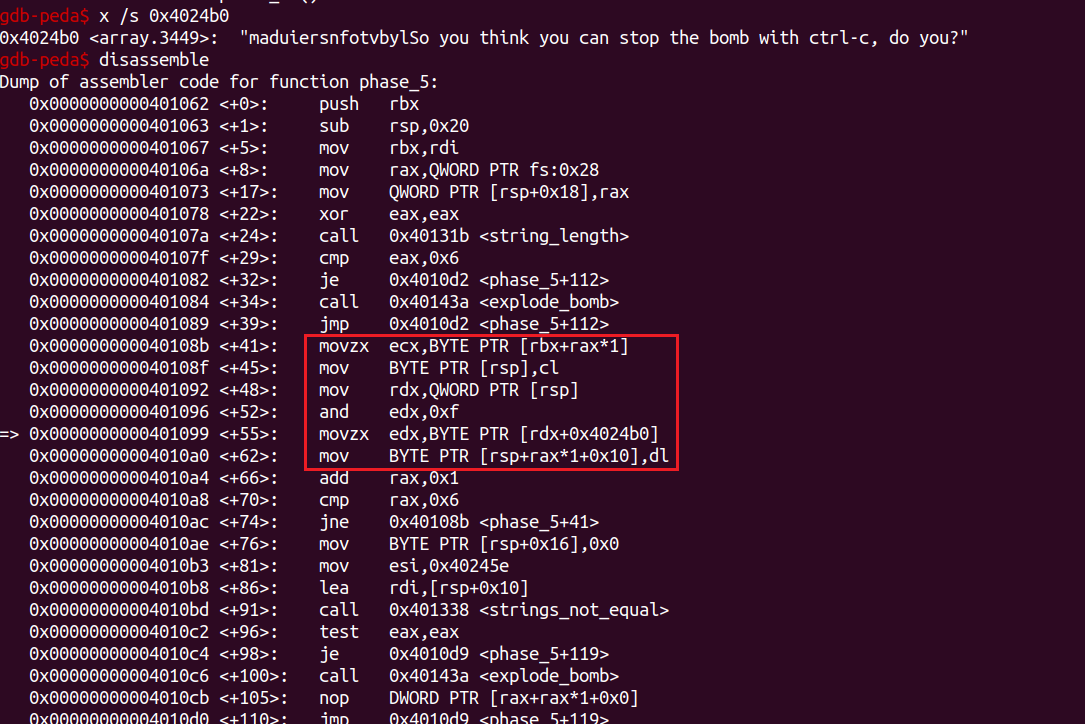 gdb-peda$ x /s 0x4024b0
0x4024b0 <array.3449>: "maduiersnfotvbylSo you think you can stop the bomb with ctrl-c, do you?"
gdb-peda$ disassemble
Dump of assembler code for function phase_5:
0x0000000000401062 <+0>: push rbx
0x0000000000401063 <+1>: sub rsp,0x20
0x0000000000401067 <+5>: mov rbx,rdi
0x000000000040106a <+8>: mov rax,QWORD PTR fs:0x28
0x0000000000401073 <+17>: mov QWORD PTR [rsp+0x18],rax
0x0000000000401078 <+22>: xor eax,eax
0x000000000040107a <+24>: call 0x40131b <string_length>
0x000000000040107f <+29>: cmp eax,0x6
0x0000000000401082 <+32>: je 0x4010d2 <phase_5+112>
0x0000000000401084 <+34>: call 0x40143a <explode_bomb>
0x0000000000401089 <+39>: jmp 0x4010d2 <phase_5+112>
0x000000000040108b <+41>: movzx ecx,BYTE PTR [rbx+rax*1]
0x000000000040108f <+45>: mov BYTE PTR [rsp],cl
0x0000000000401092 <+48>: mov rdx,QWORD PTR [rsp]
0x0000000000401096 <+52>: and edx,0xf
=> 0x0000000000401099 <+55>: movzx edx,BYTE PTR [rdx+0x4024b0]
0x00000000004010a0 <+62>: mov BYTE PTR [rsp+rax*1+0x10],dl
0x00000000004010a4 <+66>: add rax,0x1
0x00000000004010a8 <+70>: cmp rax,0x6
0x00000000004010ac <+74>: jne 0x40108b <phase_5+41>
0x00000000004010ae <+76>: mov BYTE PTR [rsp+0x16],0x0
0x00000000004010b3 <+81>: mov esi,0x40245e
0x00000000004010b8 <+86>: lea rdi,[rsp+0x10]
0x00000000004010bd <+91>: call 0x401338 <strings_not_equal>
0x00000000004010c2 <+96>: test eax,eax
0x00000000004010c4 <+98>: je 0x4010d9 <phase_5+119>
0x00000000004010c6 <+100>: call 0x40143a <explode_bomb>
0x00000000004010cb <+105>: nop DWORD PTR [rax+rax*1+0x0]
0x00000000004010d0 <+110>: jmp 0x4010d9 <phase_5+119>